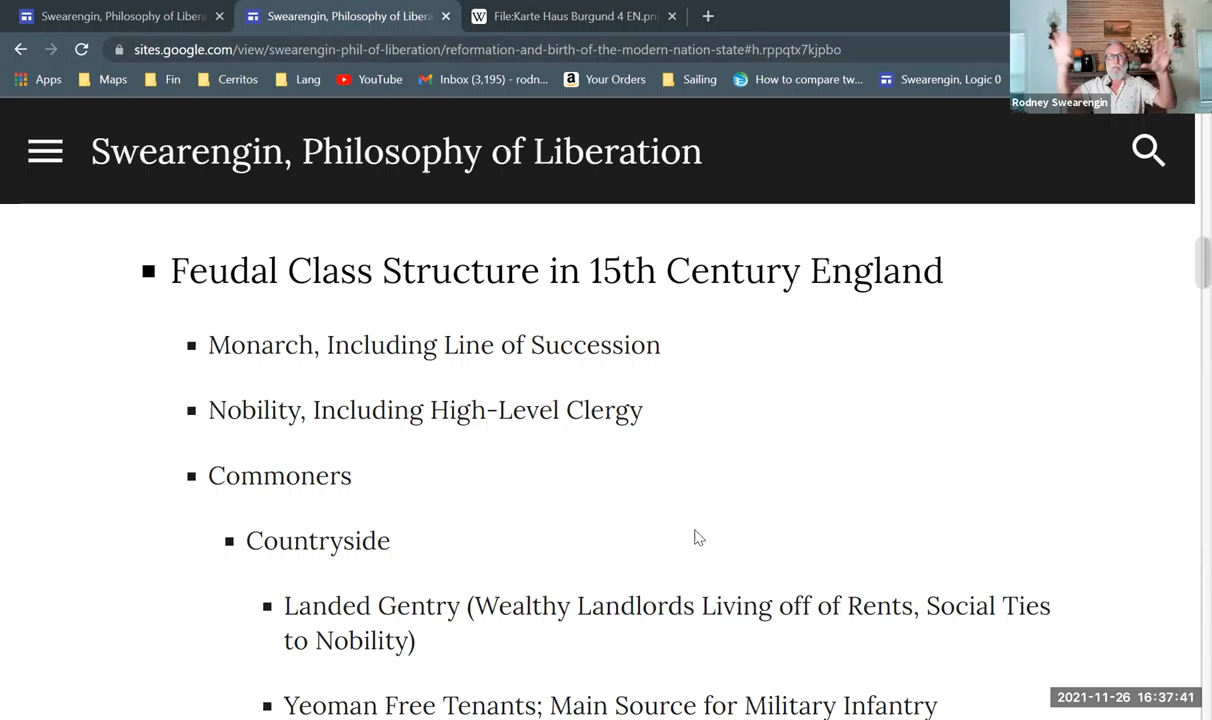 Swearengin, Philosophy of Libera
Swearengin, Philosophy of Libera
File:Karte Haus Burgund 4 EN.pn
sites.google.com/view/swearengin-phil-of-liberation/reformation-and-birth-of-the-modern-nation-state#h.rppqtx7kjpbo
Apps
Maps
Fin
Cerritos
Lang
YouTube
Inbox (3,195) - rodn...
Your Orders
Sailing
How to compare tw...
Swearengin, Logic 0
Rodney Swearengin
Swearengin, Philosophy of Liberation
Feudal Class Structure in 15th Century England
Monarch, Including Line of Succession
Nobility, Including High-Level Clergy
Commoners
Countryside
Landed Gentry (Wealthy Landlords Living off of Rents, Social Ties
to Nobility)
Yeoman Free Tenants; Main Source for Military Infantry
2021-11-26 16:37:41